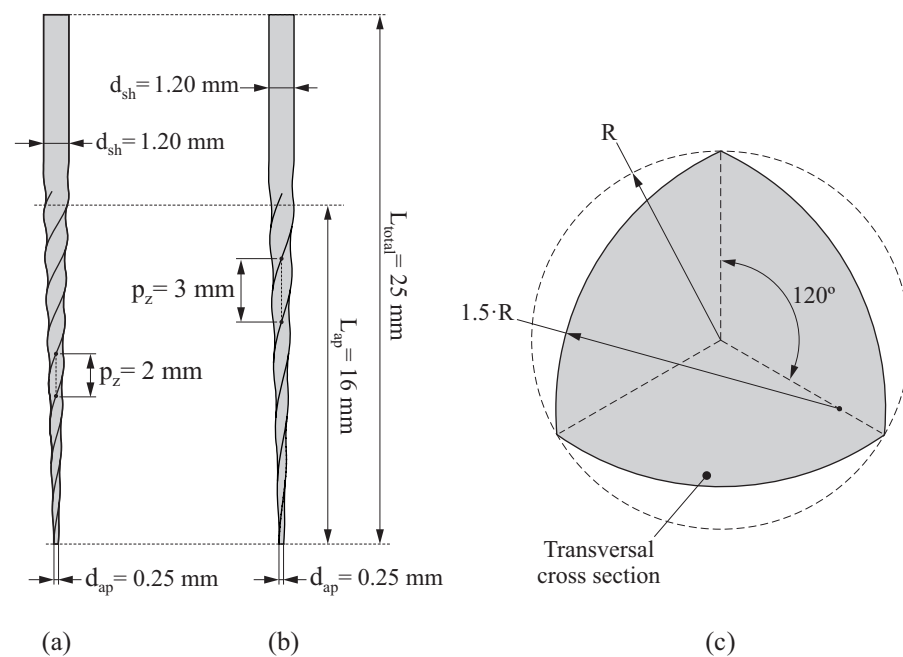 d_sh= 1.20 mm
d_sh= 1.20 mm
p_z= 3 mm
p_z= 2 mm
L_total= 25 mm
L_ap= 16 mm
d_ap= 0.25 mm
d_ap= 0.25 mm
(a)
(b)
R
120º
1.5·R
Transversal
cross section
(c)